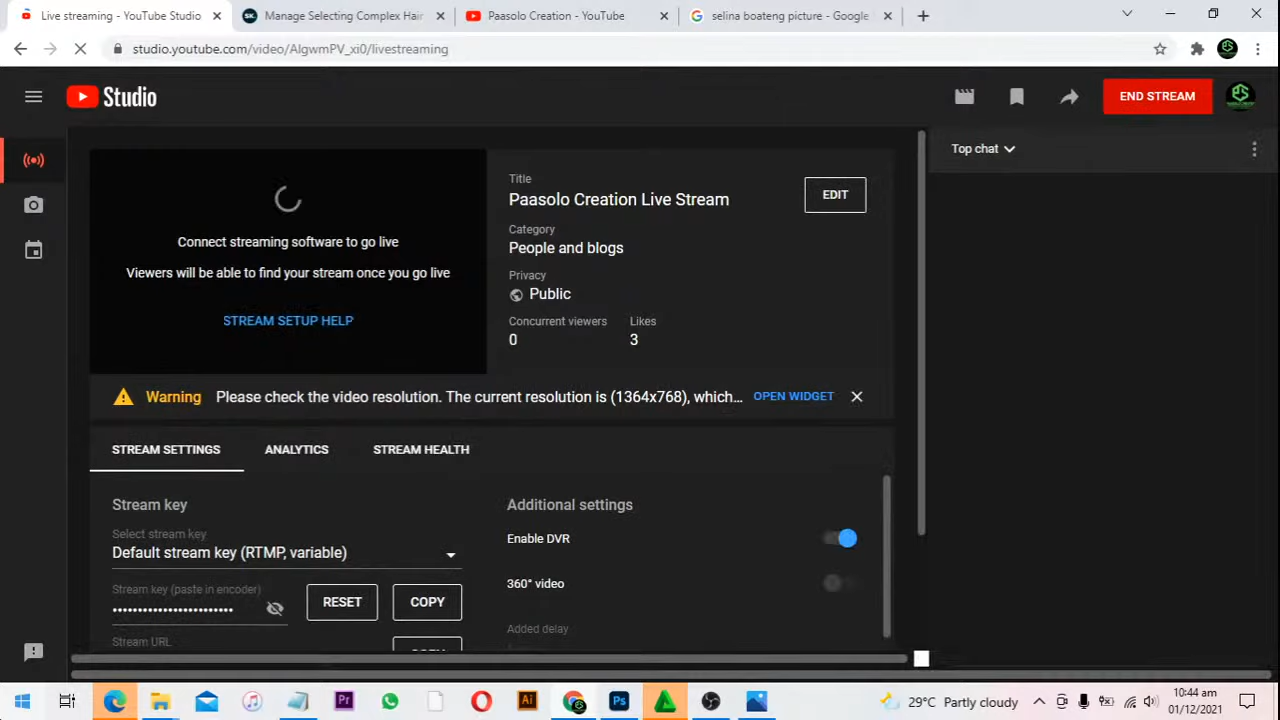 Live streaming - YouTube Studio
Manage Selecting Complex Hair
Paasolo Creation - YouTube
selina boateng picture - Google
studio.youtube.com/video/AlgwmPV_xi0/livestreaming
Studio
END STREAM
Connect streaming software to go live
Viewers will be able to find your stream once you go live
STREAM SETUP HELP
Title
Paasolo Creation Live Stream
EDIT
Category
People and blogs
Privacy
Public
Concurrent viewers
Likes
0
3
Top chat
Warning Please check the video resolution. The current resolution is (1364x768), which... OPEN WIDGET
STREAM SETTINGS
ANALYTICS
STREAM HEALTH
Stream key
Select stream key
Default stream key (RTMP, variable)
Stream key (paste in encoder)
RESET
COPY
Stream URL
Additional settings
Enable DVR
360° video
Added delay
29°C Partly cloudy
10:44 am
01/12/2021